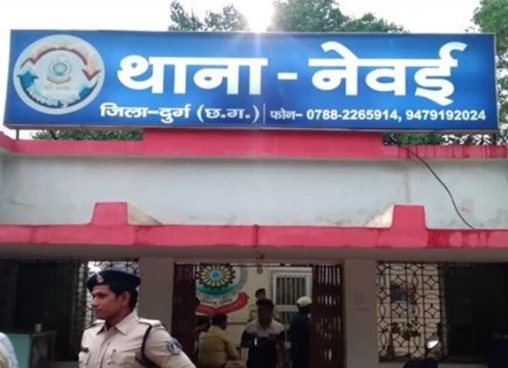 थाना - नेवई
जिला-दुर्ग (छ.ग.) फोन- 0788-2265914, 9479192024